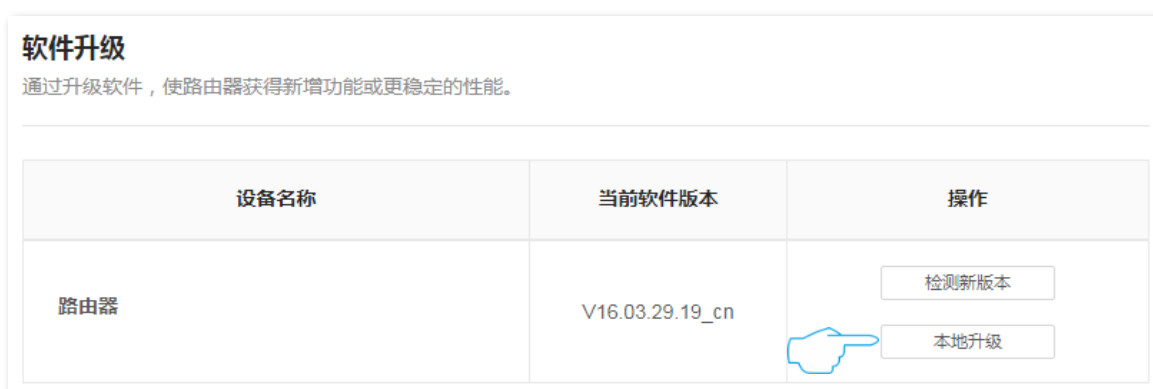 软件升级
通过升级软件，使路由器获得新增功能或更稳定的性能。
设备名称 当前软件版本 操作
检测新版本
路由器 V16.03.29.19_cn
本地升级